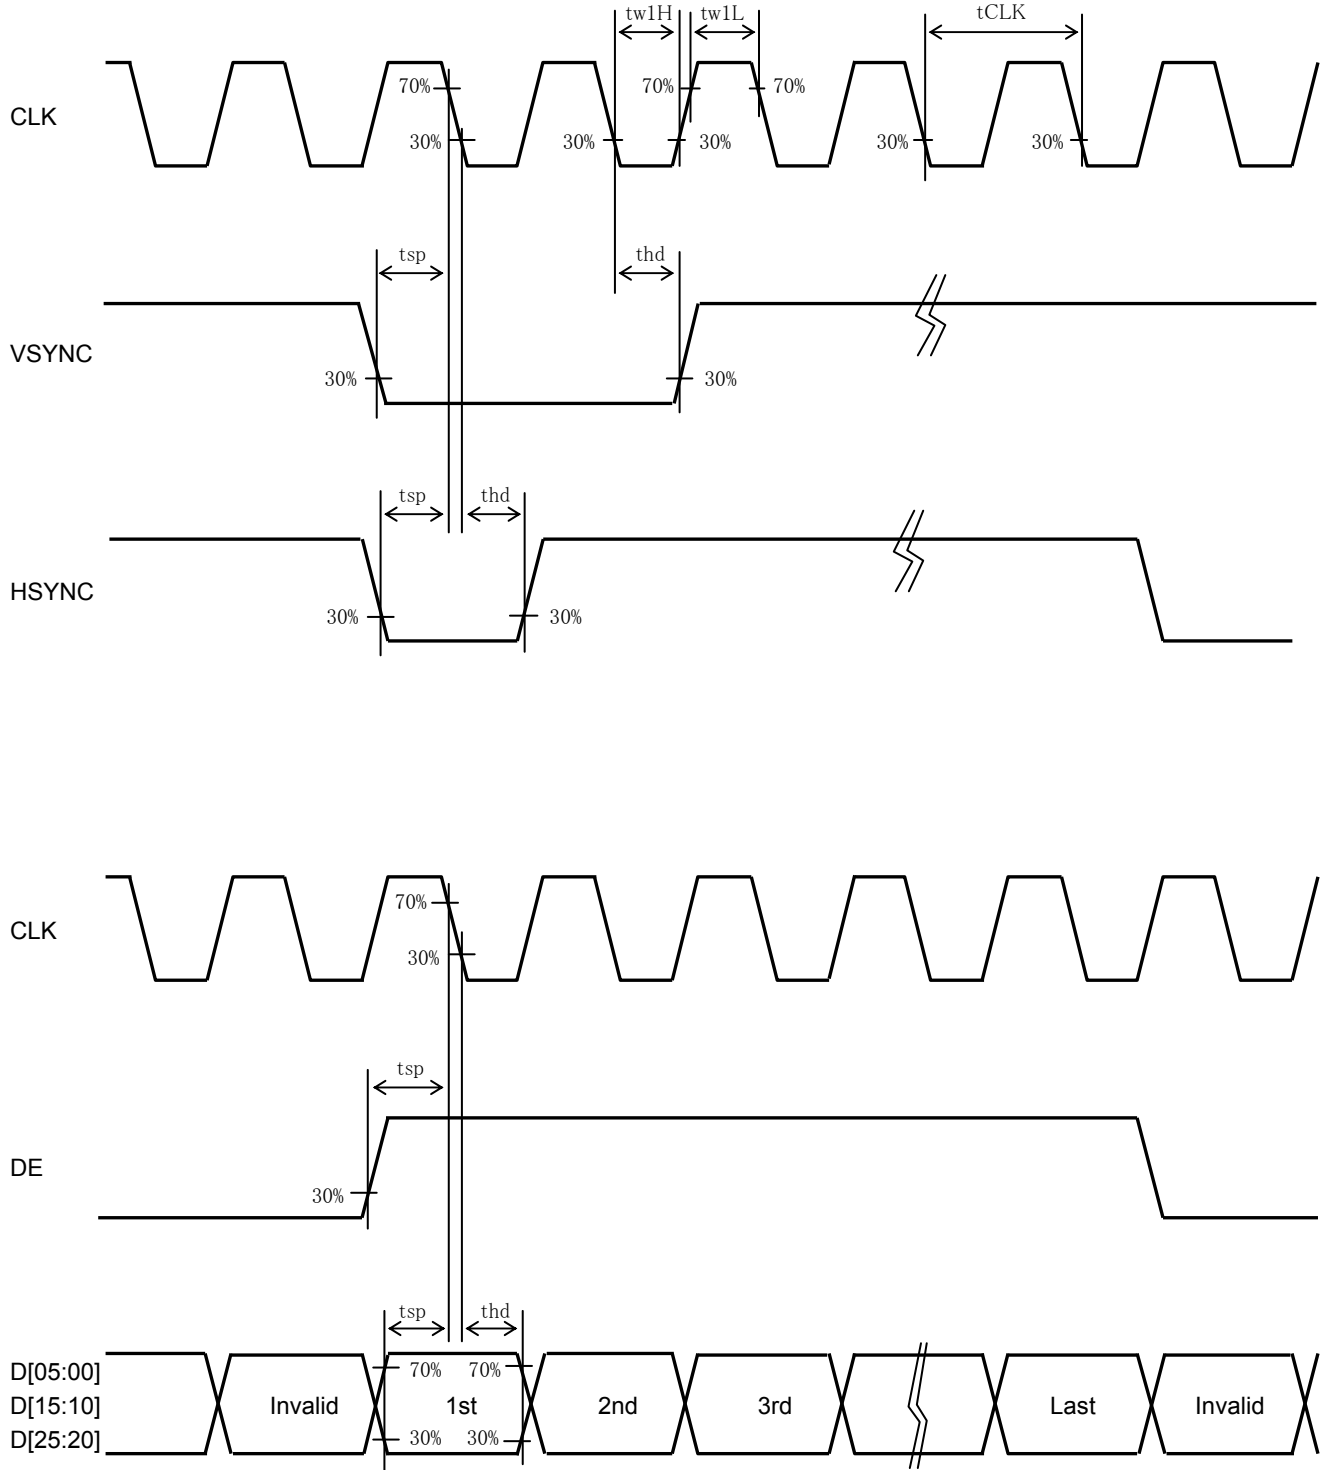 tw1H tw1L tCLK
70% 70% 70%
CLK
30% 30% 30% 30% 30%
tsp thd
VSYNC
30% 30%
tsp thd
HSYNC
30% 30%
70%
CLK
30%
tsp
DE
30%
tsp thd
D[05:00] 70% 70%
D[15:10] Invalid 1st 2nd 3rd Last Invalid
D[25:20] 30% 30%